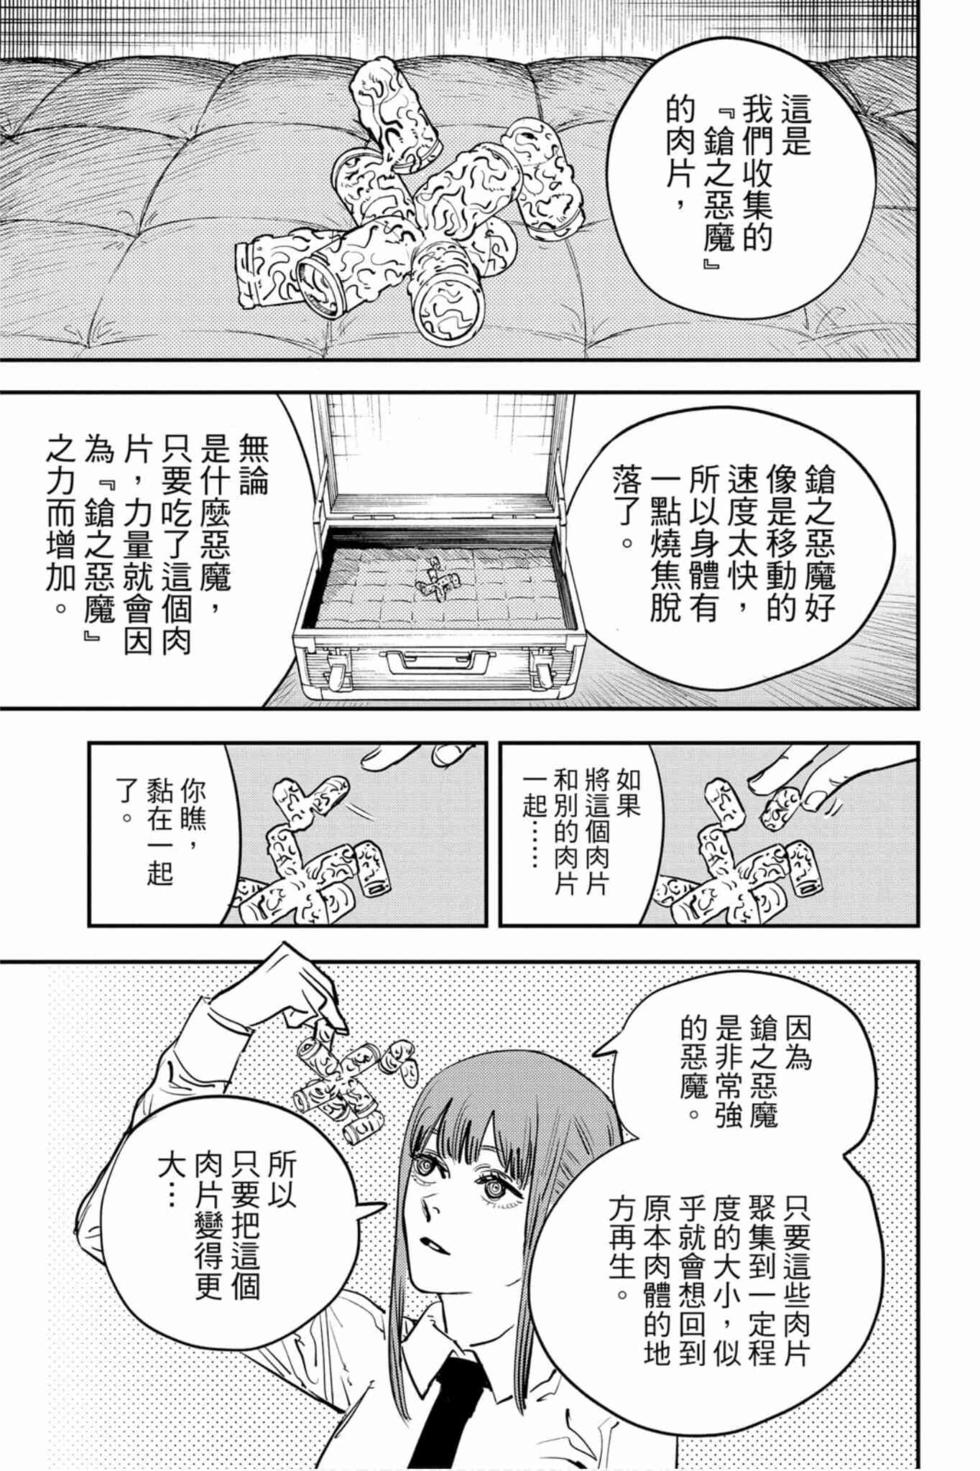 這是
我們收集的
『鎗之惡魔』
的肉片，
鎗之惡魔好
像是移動的
速度太快，
所以身體有
一點燒焦脫
落了。
無論
是什麼惡魔，
只要吃了這個肉
片，力量就會因
為『鎗之惡魔』
之力而增加。
如果
將這個肉片
和別的肉片
一起……
你瞧，
黏在一起
了。
因為
鎗之惡魔
是非常強
的惡魔。
只要這些肉片
聚集到一定程
度的大小，似
乎就會想回到
原本肉體的地
方再生。
所以
只要把這個
肉片變得更
大…